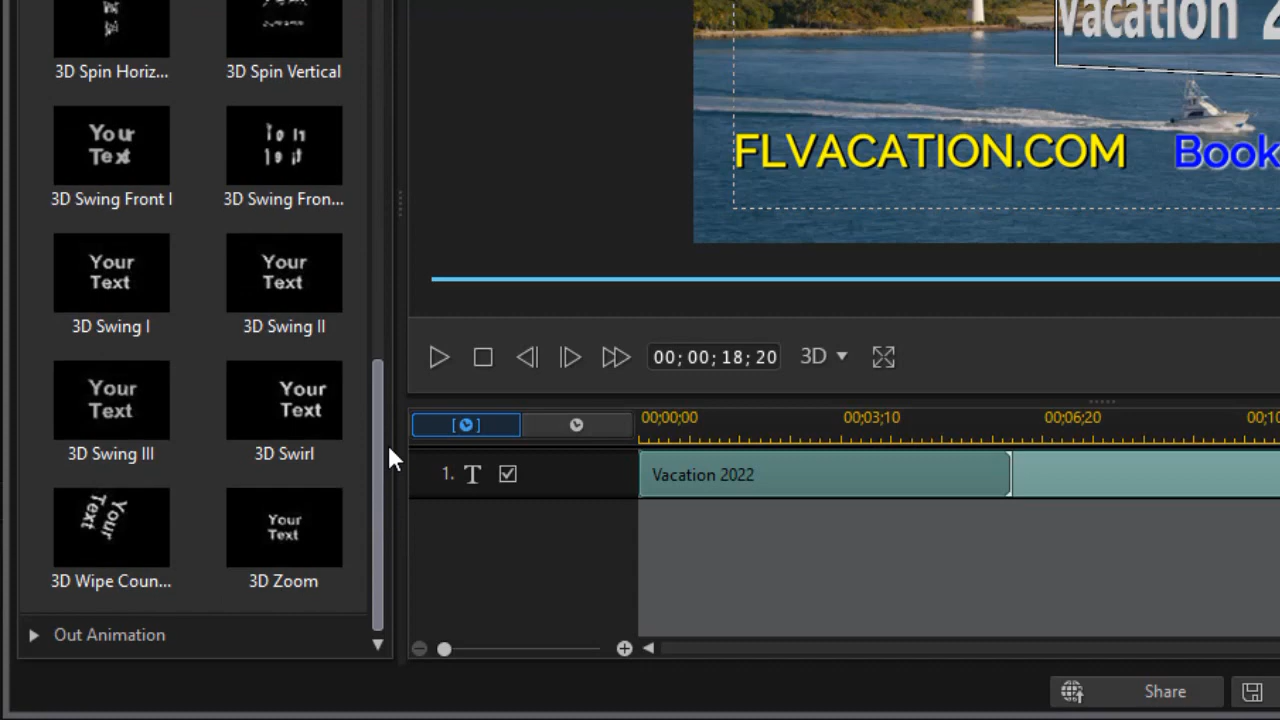 3D Spin Horiz...
3D Spin Vertical
Your
Text
3D Swing Front I
3D Swing Fron...
Your
Text
3D Swing I
Your
Text
3D Swing II
Your
Text
3D Swing III
Your
Text
3D Swirl
Your
Text
3D Wipe Coun...
Your
Text
3D Zoom
Out Animation
Vacation 2
FLVACATION.COM Book
00; 00; 18; 20
3D
00;00;00 00;03;10 00;06;20 00;10
1. T Vacation 2022
Share